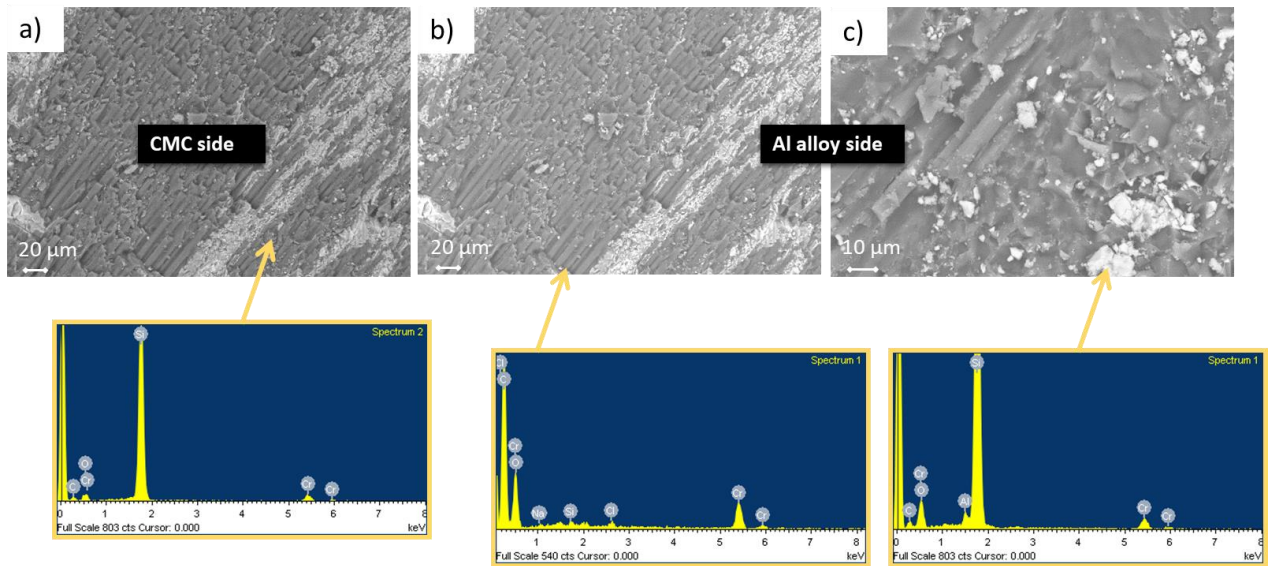 a)
b)
c)
CMC side
Al alloy side
20 µm
20 µm
10 µm
Spectrum 2
Si
O
C
Cr
Cr
Cr
0 1 2 3 4 5 6 7 8
Full Scale 803 cts Cursor: 0.000
keV
Spectrum 1
Cl
C
Cr
O
Na
Si
Cl
Cr
Cr
1 2 3 4 5 6 7 8
Full Scale 540 cts Cursor: 0.000
keV
Spectrum 1
Si
Cr
O
Al
C
Cr
Cr
0 1 2 3 4 5 6 7 8
Full Scale 803 cts Cursor: 0.000
keV